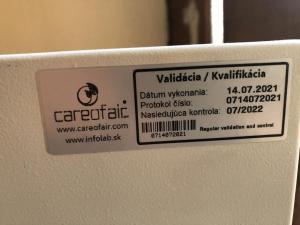 careofair
www.careofair.com
www.infolab.sk
Validácia / Kvalifikácia
Dátum vykonania: 14.07.2021
Protokol číslo: 0714072021
Nasledujúca kontrola: 07/2022
0714072021
Regular validation and control